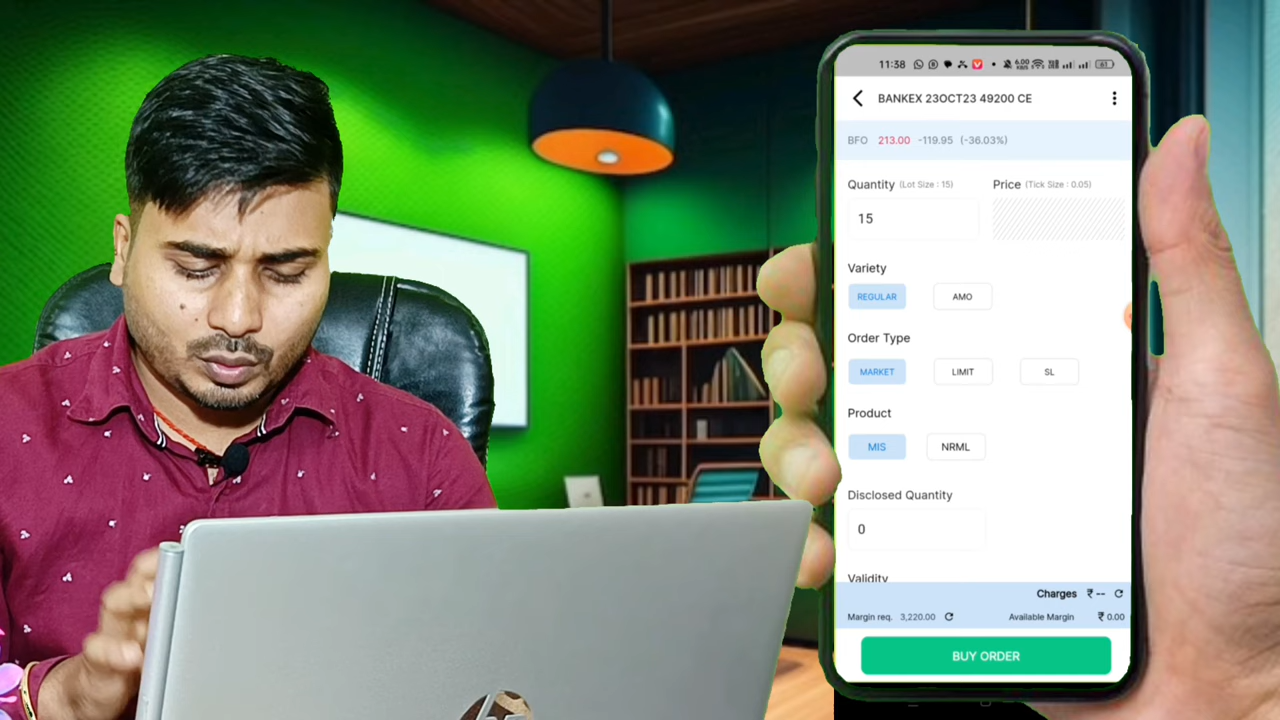 11:38
BANKEX 23OCT23 49200 CE
BFO 213.00 -119.95 (-36.03%)
Quantity (Lot Size : 15) Price (Tick Size : 0.05)
15
Variety
REGULAR AMO
Order Type
MARKET LIMIT SL
Product
MIS NRML
Disclosed Quantity
0
Validity
Charges ₹ --
Margin req. 3,220.00 Available Margin ₹ 0.00
BUY ORDER
hp